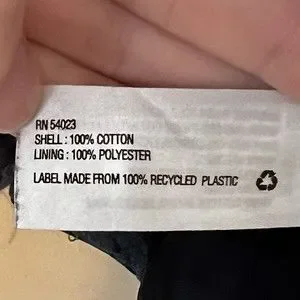 RN 54023
SHELL : 100% COTTON
LINING : 100% POLYESTER
LABEL MADE FROM 100% RECYCLED PLASTIC